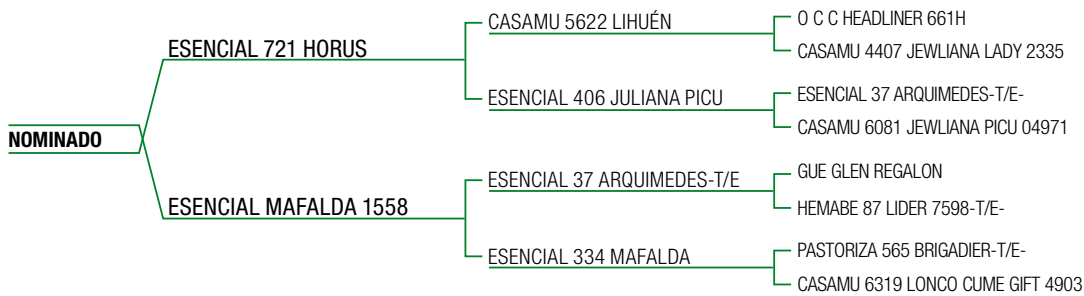 O C C HEADLINER 661H
CASAMU 5622 LIHUÉN
CASAMU 4407 JEWLIANA LADY 2335
ESENCIAL 721 HORUS
ESENCIAL 37 ARQUIMEDES-T/E-
ESENCIAL 406 JULIANA PICU
CASAMU 6081 JEWLIANA PICU 04971
NOMINADO
GUE GLEN REGALON
ESENCIAL 37 ARQUIMEDES-T/E
HEMABE 87 LIDER 7598-T/E-
ESENCIAL MAFALDA 1558
PASTORIZA 565 BRIGADIER-T/E-
ESENCIAL 334 MAFALDA
CASAMU 6319 LONCO CUME GIFT 4903